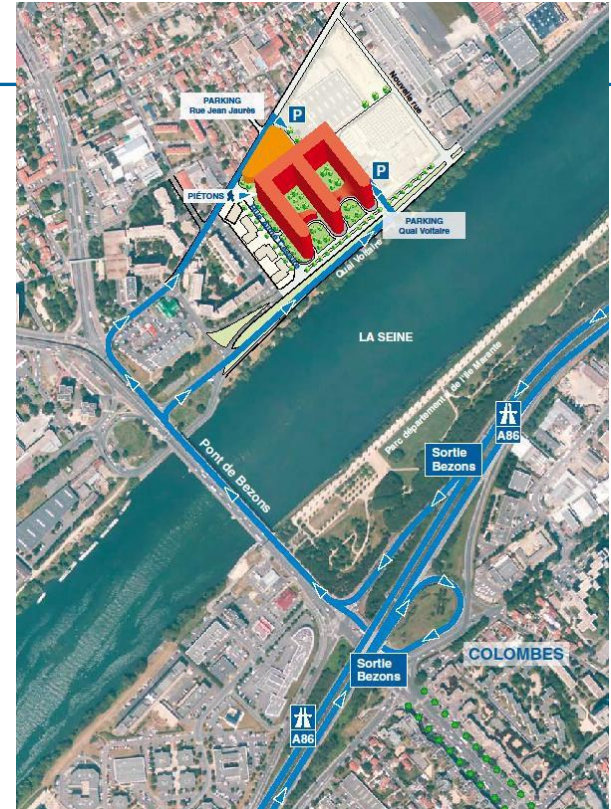 Nouvelle rue
PARKING
Rue Jean Jaurès
P
P
PIÉTONS
PARKING
Quai Voltaire
Quai Voltaire
LA SEINE
Parc départemental de l'Ile Marante
A86
Sortie
Bezons
Pont de Bezons
COLOMBES
Sortie
Bezons
A86